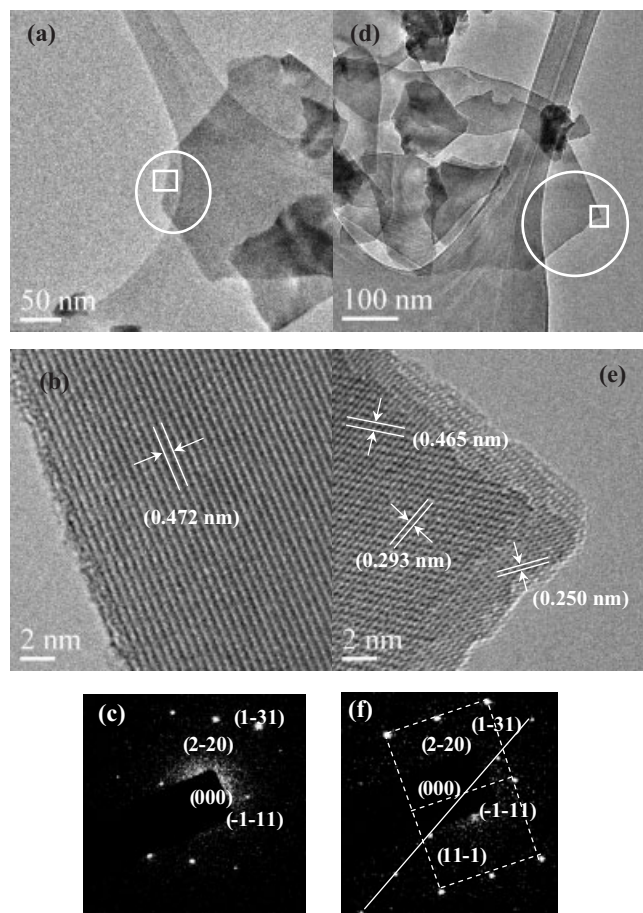 (a)
50 nm
(d)
100 nm
(b)
(0.472 nm)
2 nm
(e)
(0.465 nm)
(0.293 nm)
(0.250 nm)
2 nm
(c)
(1-31)
(2-20)
(000)
(-1-11)
(f)
(1-31)
(2-20)
(000)
(-1-11)
(11-1)